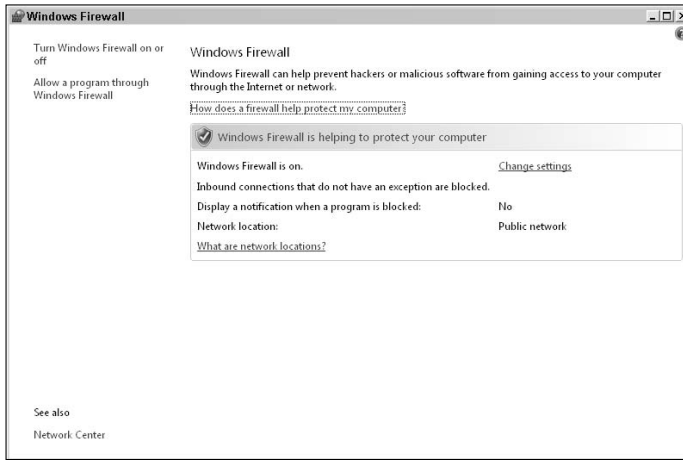 Windows Firewall
Turn Windows Firewall on or
off
Allow a program through
Windows Firewall
Windows Firewall
Windows Firewall can help prevent hackers or malicious software from gaining access to your computer
through the Internet or network.
How does a firewall help protect my computer?
Windows Firewall is helping to protect your computer
Windows Firewall is on. Change settings
Inbound connections that do not have an exception are blocked.
Display a notification when a program is blocked: No
Network location: Public network
What are network locations?
See also
Network Center